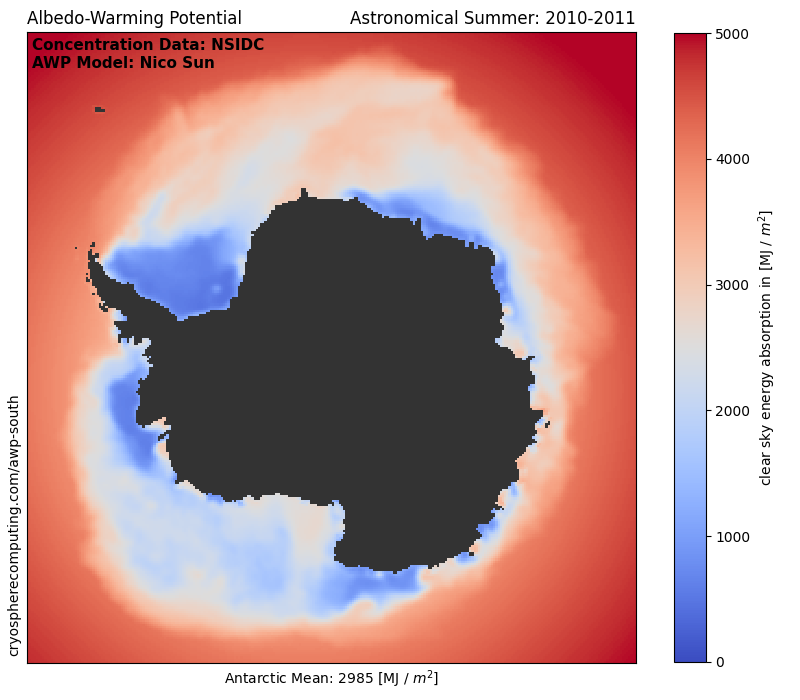 Albedo-Warming Potential
Astronomical Summer: 2010-2011
Concentration Data: NSIDC
AWP Model: Nico Sun
cryospherecomputing.com/awp-south
Antarctic Mean: 2985 [MJ / m²]
5000
4000
3000
2000
1000
0
clear sky energy absorption in [MJ / m²]